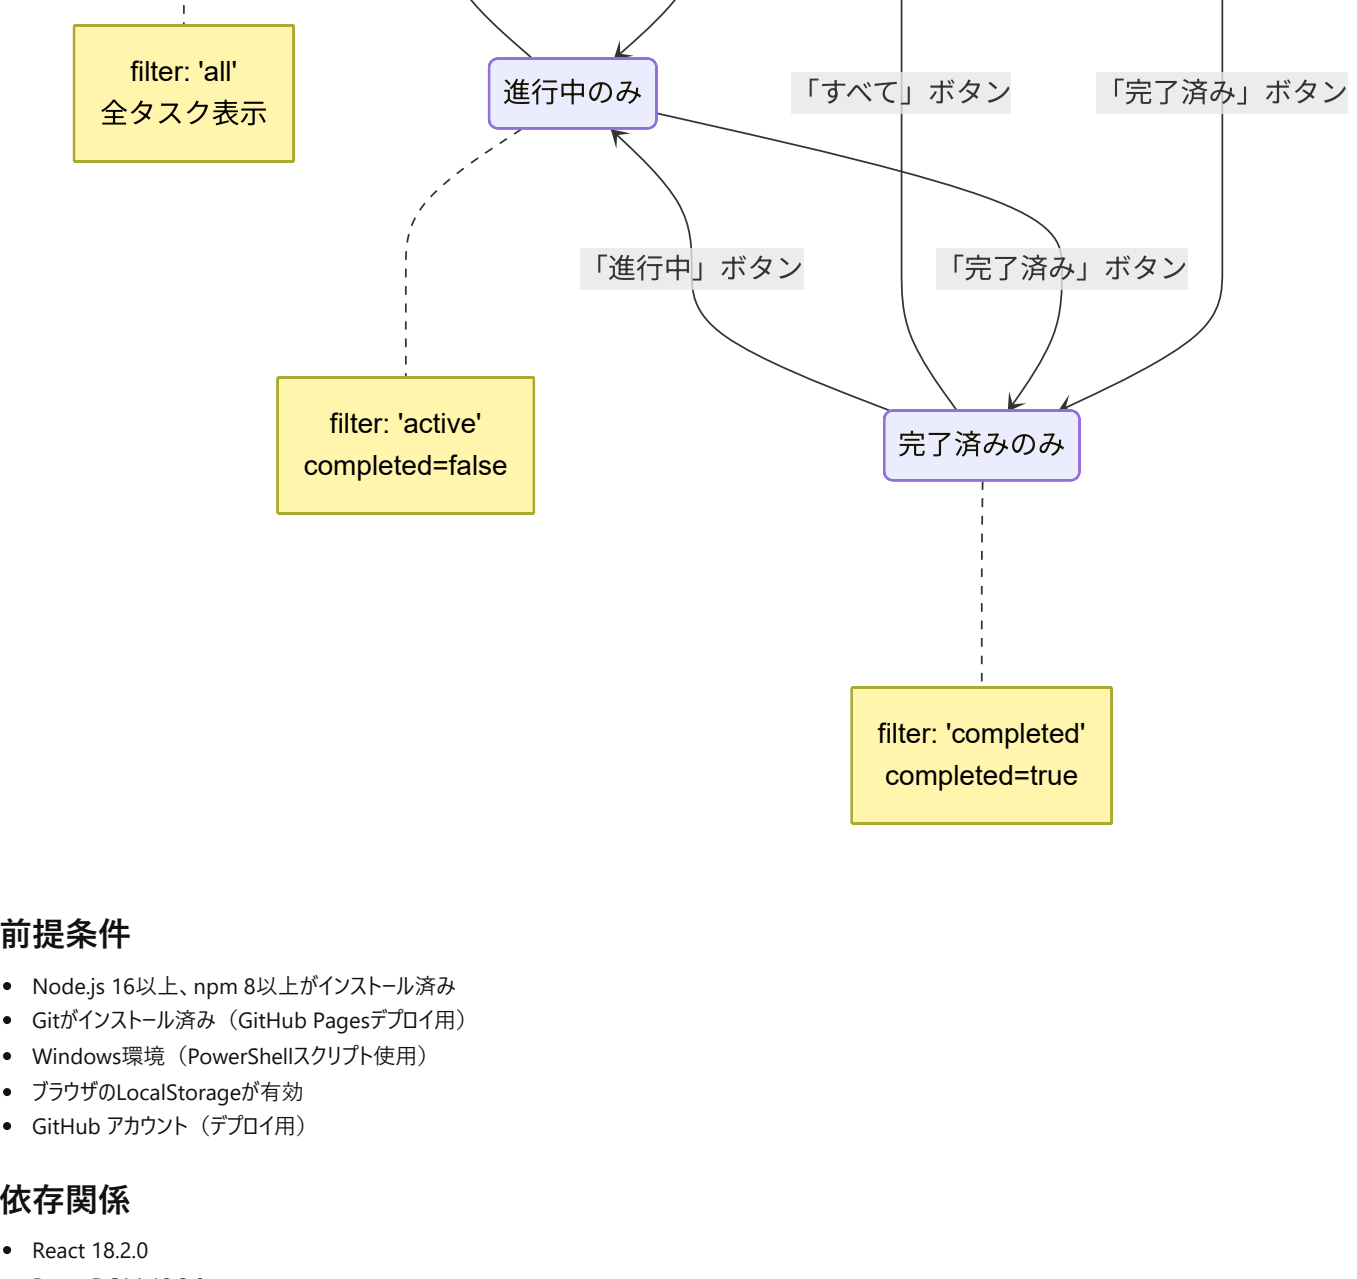 filter: 'all'
全タスク表示
進行中のみ
「すべて」ボタン
「完了済み」ボタン
「進行中」ボタン
「完了済み」ボタン
filter: 'active'
completed=false
完了済みのみ
filter: 'completed'
completed=true
前提条件
Node.js 16以上、npm 8以上がインストール済み
Gitがインストール済み（GitHub Pagesデプロイ用）
Windows環境（PowerShellスクリプト使用）
ブラウザのLocalStorageが有効
GitHub アカウント（デプロイ用）
依存関係
React 18.2.0